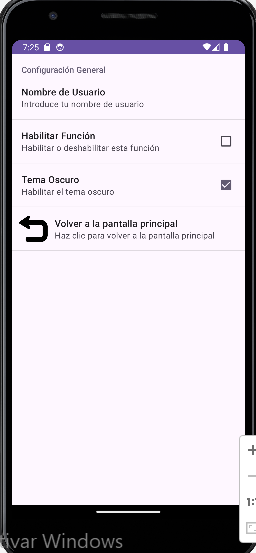 7:25
Configuración General
Nombre de Usuario
Introduce tu nombre de usuario
Habilitar Función
Habilitar o deshabilitar esta función
Tema Oscuro
Habilitar el tema oscuro
Volver a la pantalla principal
Haz clic para volver a la pantalla principal
1:
tivar Windows